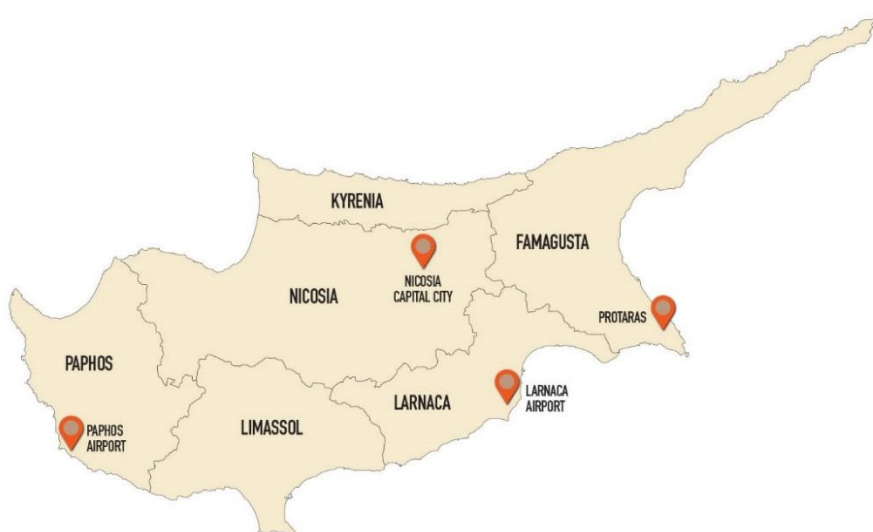 KYRENIA
FAMAGUSTA
NICOSIA
CAPITAL CITY
NICOSIA
PROTARAS
PAPHOS
LARNACA
AIRPORT
LARNACA
LIMASSOL
PAPHOS
AIRPORT